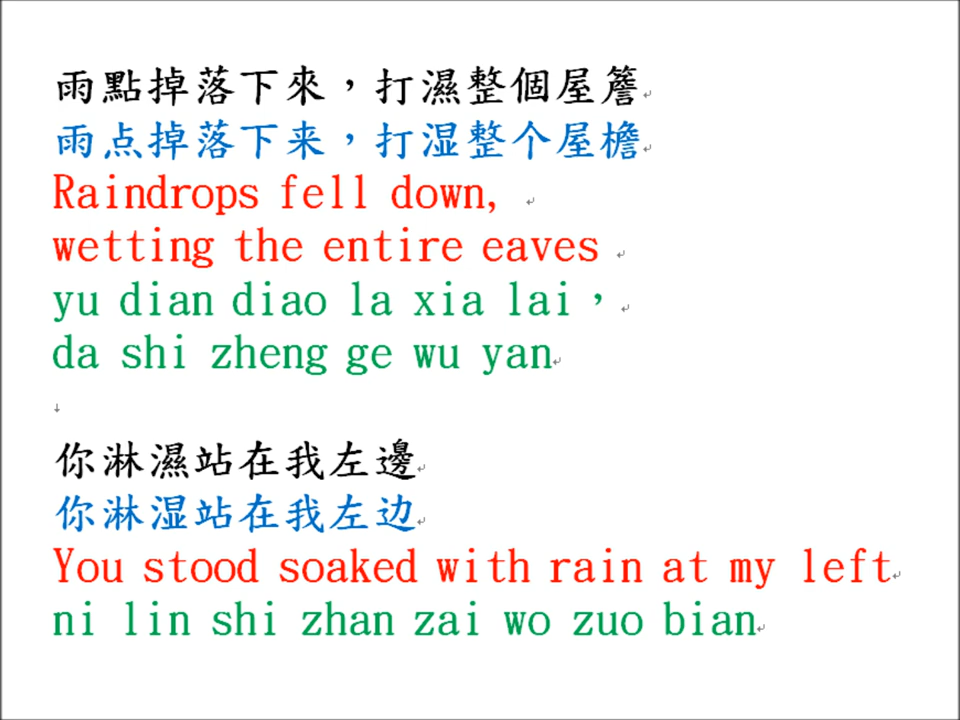 雨點掉落下來，打濕整個屋簷
雨点掉落下来，打湿整个屋檐
Raindrops fell down,
wetting the entire eaves
yu dian diao la xia lai，
da shi zheng ge wu yan
你淋濕站在我左邊
你淋湿站在我左边
You stood soaked with rain at my left
ni lin shi zhan zai wo zuo bian